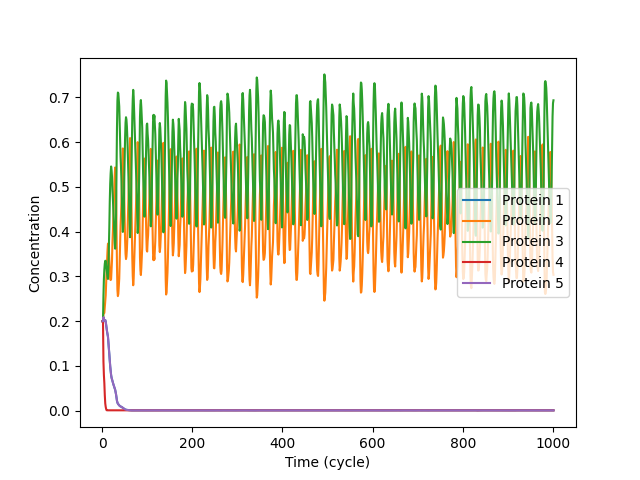 0.7
0.6
0.5
0.4
0.3
0.2
0.1
0.0
Concentration
Protein 1
Protein 2
Protein 3
Protein 4
Protein 5
0
200
400
600
800
1000
Time (cycle)